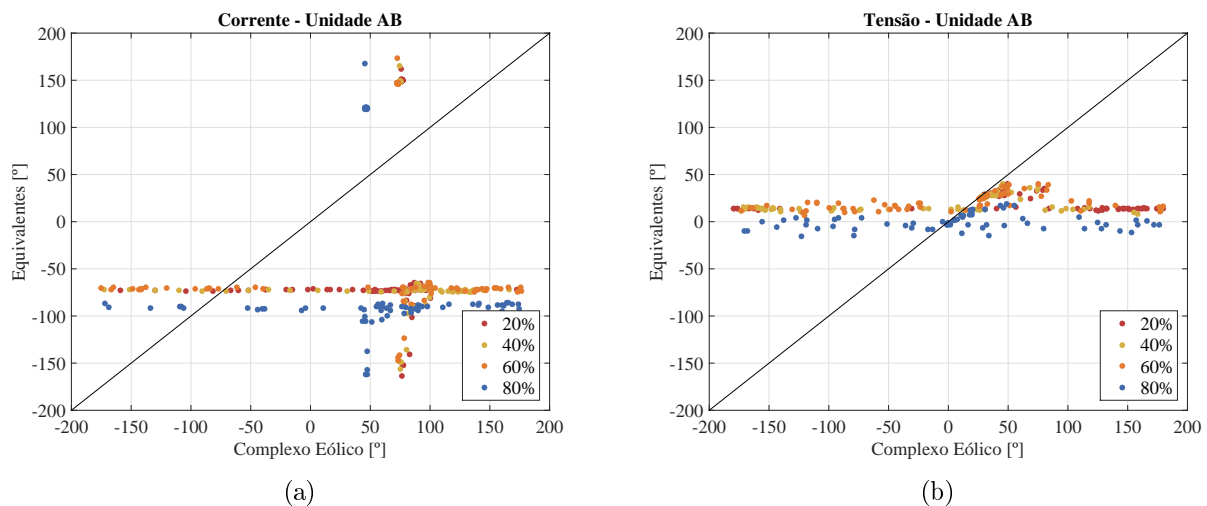 Corrente - Unidade AB
200
150
100
50
0
-50
-100
-150
-200
Equivalentes [º]
-200 -150 -100 -50 0 50 100 150 200
Complexo Eólico [º]
20%
40%
60%
80%
(a)
Tensão - Unidade AB
200
150
100
50
0
-50
-100
-150
-200
Equivalentes [º]
-200 -150 -100 -50 0 50 100 150 200
Complexo Eólico [º]
20%
40%
60%
80%
(b)